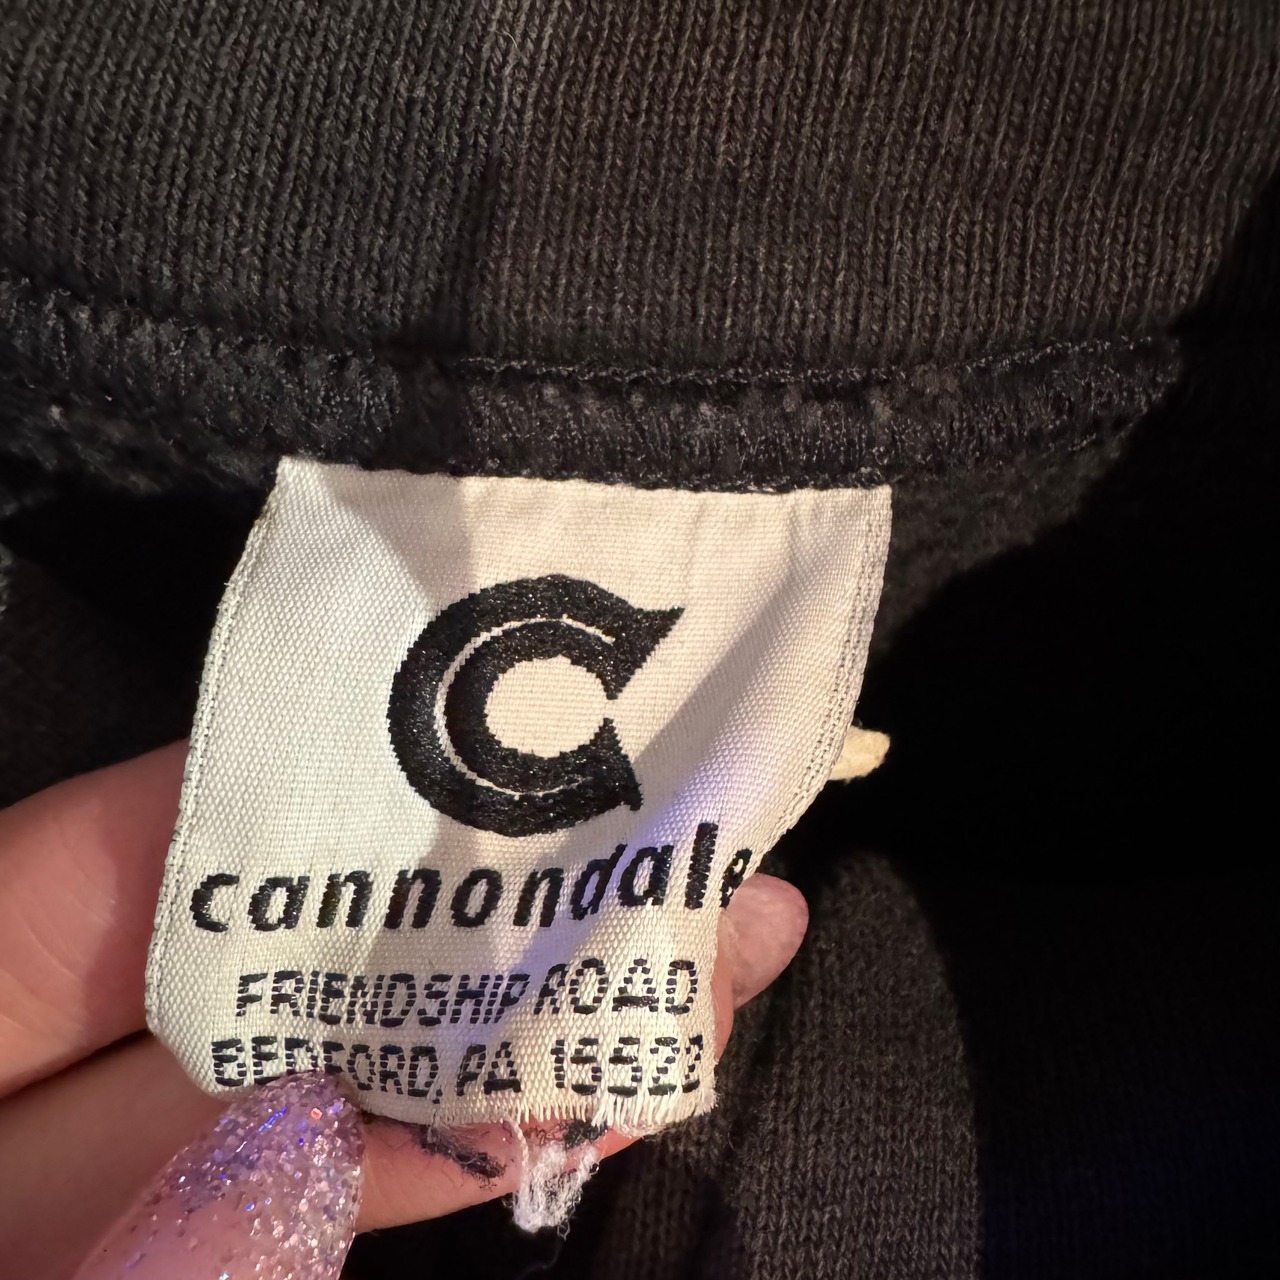 C
cannondale
FRIENDSHIP ROAD
BEDFORD, PA 15522